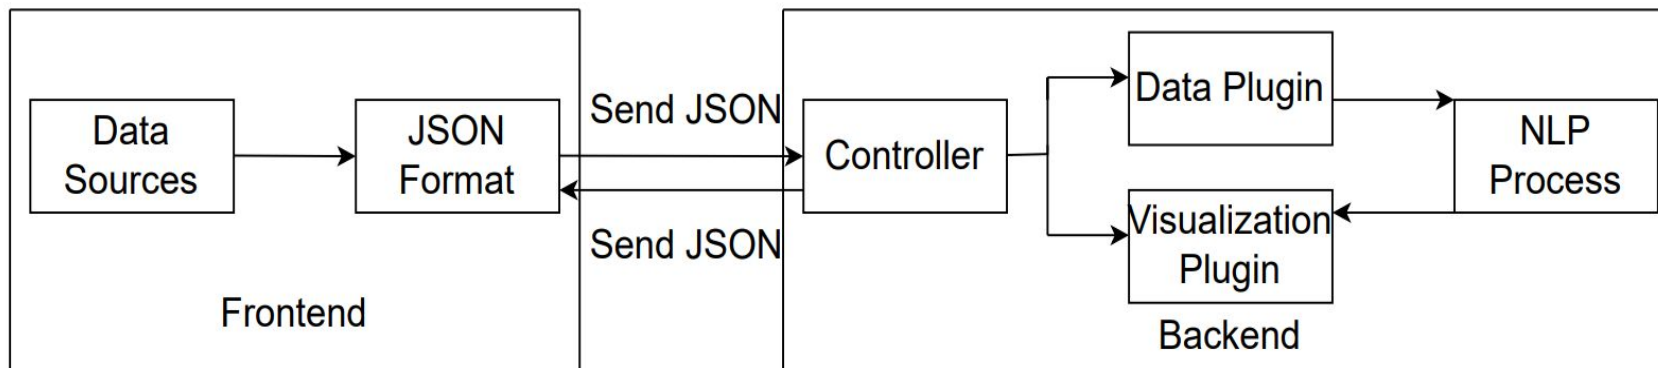 Data
Sources
JSON
Format
Frontend
Send JSON
Send JSON
Controller
Data Plugin
Visualization
Plugin
NLP
Process
Backend